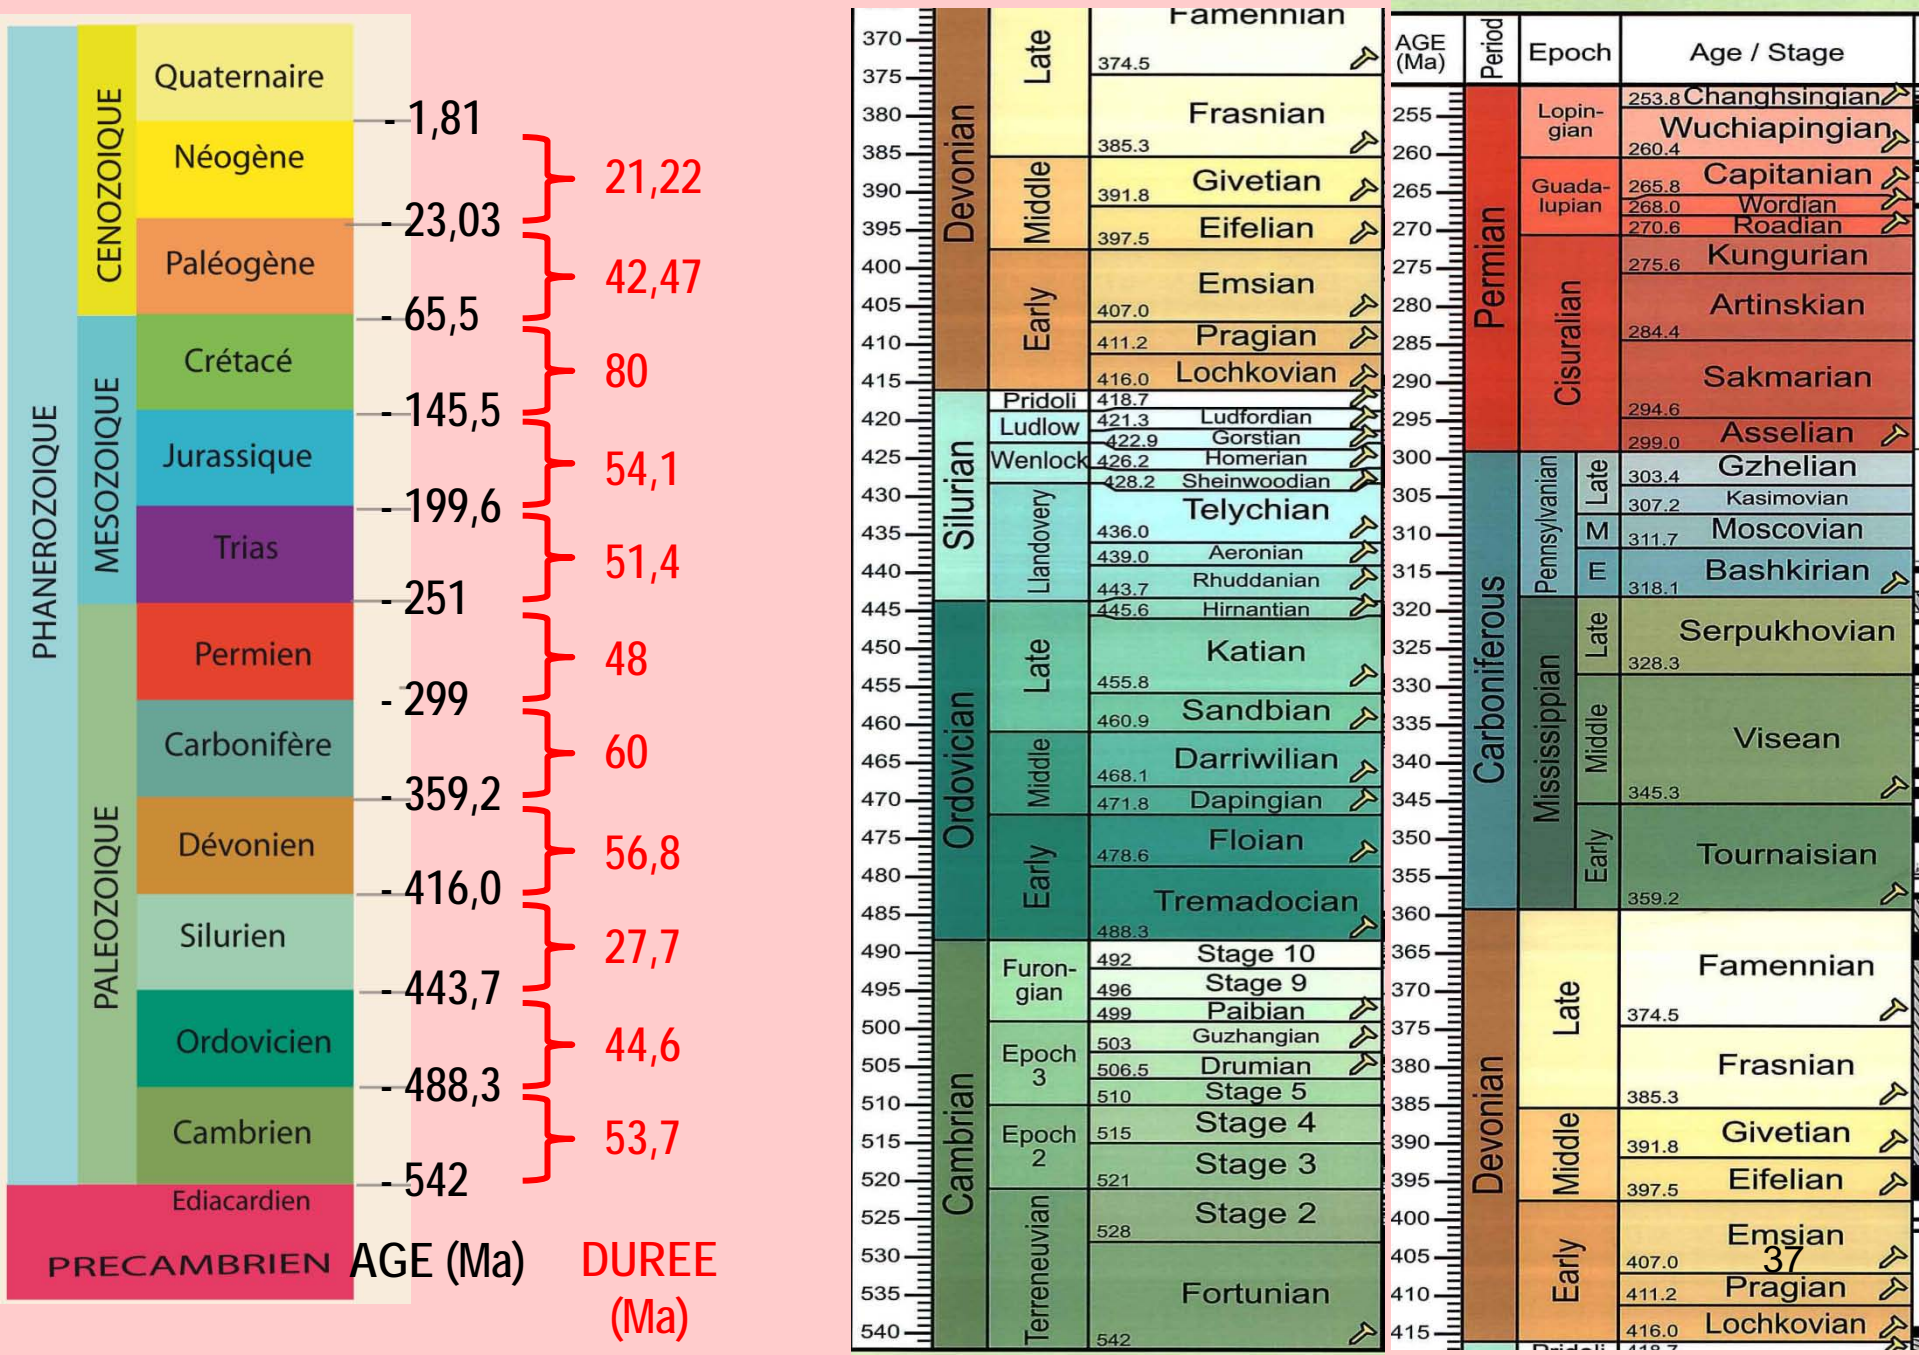 PHANEROZOIQUE
CENOZOIQUE
MESOZOIQUE
PALEOZOIQUE
Quaternaire
Néogène
Paléogène
Crétacé
Jurassique
Trias
Permien
Carbonifère
Dévonien
Silurien
Ordovicien
Cambrien
Ediacardien
PRECAMBRIEN
- 1,81
- 23,03
- 65,5
- 145,5
- 199,6
- 251
- 299
- 359,2
- 416,0
- 443,7
- 488,3
- 542
AGE (Ma)
21,22
42,47
80
54,1
51,4
48
60
56,8
27,7
44,6
53,7
DUREE
(Ma)
370
375
380
385
390
395
400
405
410
415
420
425
430
435
440
445
450
455
460
465
470
475
480
485
490
495
500
505
510
515
520
525
530
535
540
Devonian
Late
Famennian
374.5
Frasnian
385.3
Middle
Givetian
391.8
Eifelian
397.5
Early
Emsian
407.0
Pragian
411.2
Lochkovian
416.0
Silurian
Pridoli
418.7
Ludlow
Ludfordian
421.3
Gorstian
422.9
Wenlock
Homerian
426.2
Sheinwoodian
428.2
Llandovery
Telychian
436.0
Aeronian
439.0
Rhuddanian
443.7
Ordovician
Late
Hirnantian
445.6
Katian
455.8
Sandbian
460.9
Middle
Darriwilian
468.1
Dapingian
471.8
Early
Floian
478.6
Tremadocian
488.3
Cambrian
Furon-
gian
Stage 10
492
Stage 9
496
Paibian
499
Epoch
3
Guzhangian
503
Drumian
506.5
Stage 5
510
Epoch
2
Stage 4
515
Stage 3
521
Terreneuvian
Stage 2
528
Fortunian
542
AGE
(Ma)
Period
Epoch
Age / Stage
255
260
265
270
275
280
285
290
295
300
305
310
315
320
325
330
335
340
345
350
355
360
365
370
375
380
385
390
395
400
405
410
415
Permian
Lopin-
gian
253.8 Changhsingian
Wuchiapingian
260.4
Guada-
lupian
Capitanian
265.8
Wordian
268.0
Roadian
270.6
Cisuralian
Kungurian
275.6
Artinskian
284.4
Sakmarian
294.6
Asselian
299.0
Carboniferous
Pennsylvanian
Late
Gzhelian
303.4
Kasimovian
307.2
M
Moscovian
311.7
E
Bashkirian
318.1
Mississippian
Late
Serpukhovian
328.3
Middle
Visean
345.3
Early
Tournaisian
359.2
Devonian
Late
Famennian
374.5
Frasnian
385.3
Middle
Givetian
391.8
Eifelian
397.5
Early
Emsian
407.0
37
Pragian
411.2
Lochkovian
416.0
Pridoli
418.7